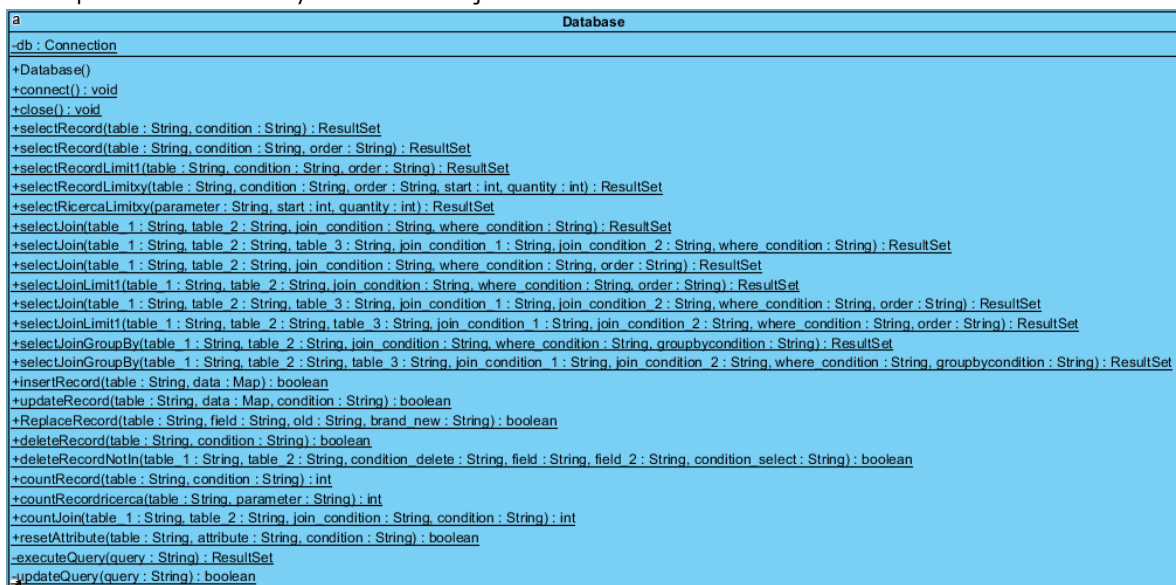 a
Database
-db : Connection
+Database()
+connect() : void
+close() : void
+selectRecord(table : String, condition : String) : ResultSet
+selectRecord(table : String, condition : String, order : String) : ResultSet
+selectRecordLimit1(table : String, condition : String, order : String) : ResultSet
+selectRecordLimitxy(table : String, condition : String, order : String, start : int, quantity : int) : ResultSet
+selectRicercaLimitxy(parameter : String, start : int, quantity : int) : ResultSet
+selectJoin(table_1 : String, table_2 : String, join_condition : String, where_condition : String) : ResultSet
+selectJoin(table_1 : String, table_2 : String, table_3 : String, join_condition_1 : String, join_condition_2 : String, where_condition : String) : ResultSet
+selectJoin(table_1 : String, table_2 : String, join_condition : String, where_condition : String, order : String) : ResultSet
+selectJoinLimit1(table_1 : String, table_2 : String, join_condition : String, where_condition : String, order : String) : ResultSet
+selectJoin(table_1 : String, table_2 : String, table_3 : String, join_condition_1 : String, join_condition_2 : String, where_condition : String, order : String) : ResultSet
+selectJoinLimit1(table_1 : String, table_2 : String, table_3 : String, join_condition_1 : String, join_condition_2 : String, where_condition : String, order : String) : ResultSet
+selectJoinGroupBy(table_1 : String, table_2 : String, join_condition : String, where_condition : String, groupbycondition : String) : ResultSet
+selectJoinGroupBy(table_1 : String, table_2 : String, table_3 : String, join_condition_1 : String, join_condition_2 : String, where_condition : String, groupbycondition : String) : ResultSet
+insertRecord(table : String, data : Map) : boolean
+updateRecord(table : String, data : Map, condition : String) : boolean
+ReplaceRecord(table : String, field : String, old : String, brand_new : String) : boolean
+deleteRecord(table : String, condition : String) : boolean
+deleteRecordNotIn(table_1 : String, table_2 : String, condition_delete : String, field : String, field_2 : String, condition_select : String) : boolean
+countRecord(table : String, condition : String) : int
+countRecordricerca(table : String, parameter : String) : int
+countJoin(table_1 : String, table_2 : String, join_condition : String, condition : String) : int
+resetAttribute(table : String, attribute : String, condition : String) : boolean
-executeQuery(query : String) : ResultSet
-updateQuery(query : String) : boolean